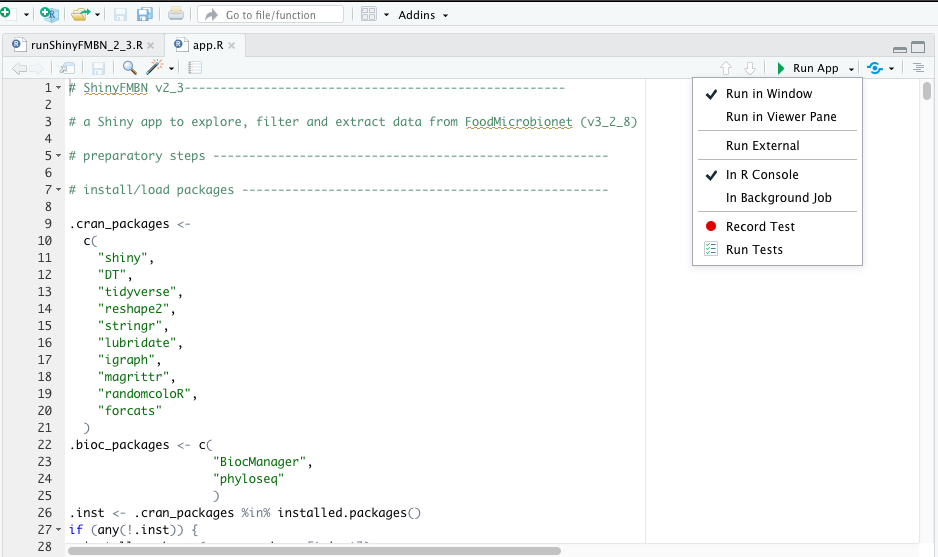 Go to file/function
Addins
runShinyFMBN_2_3.R
app.R
Run App
1 # ShinyFMBN v2_3-----------------------------------------------------
2
3 # a Shiny app to explore, filter and extract data from FoodMicrobionet (v3_2_8)
4
5 # preparatory steps -------------------------------------------------------
6
7 # install/load packages ---------------------------------------------------
8
9 .cran_packages <-
10 c(
11 "shiny",
12 "DT",
13 "tidyverse",
14 "reshape2",
15 "stringr",
16 "lubridate",
17 "igraph",
18 "magrittr",
19 "randomcoloR",
20 "forcats"
21 )
22 .bioc_packages <- c(
23 "BiocManager",
24 "phyloseq"
25 )
26 .inst <- .cran_packages %in% installed.packages()
27 if (any(!.inst)) {
28
Run in Window
Run in Viewer Pane
Run External
In R Console
In Background Job
Record Test
Run Tests